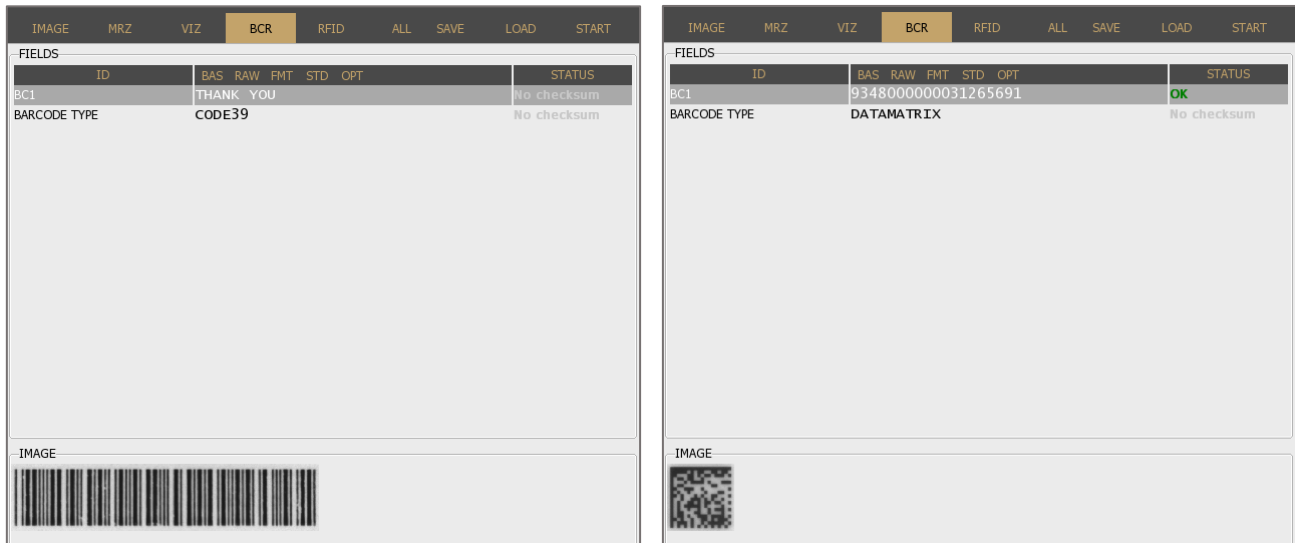 IMAGE MRZ VIZ BCR RFID ALL SAVE LOAD START
FIELDS
ID BAS RAW FMT STD OPT STATUS
BC1 THANK YOU No checksum
BARCODE TYPE CODE39 No checksum
IMAGE
IMAGE MRZ VIZ BCR RFID ALL SAVE LOAD START
FIELDS
ID BAS RAW FMT STD OPT STATUS
BC1 9348000000031265691 OK
BARCODE TYPE DATAMATRIX No checksum
IMAGE